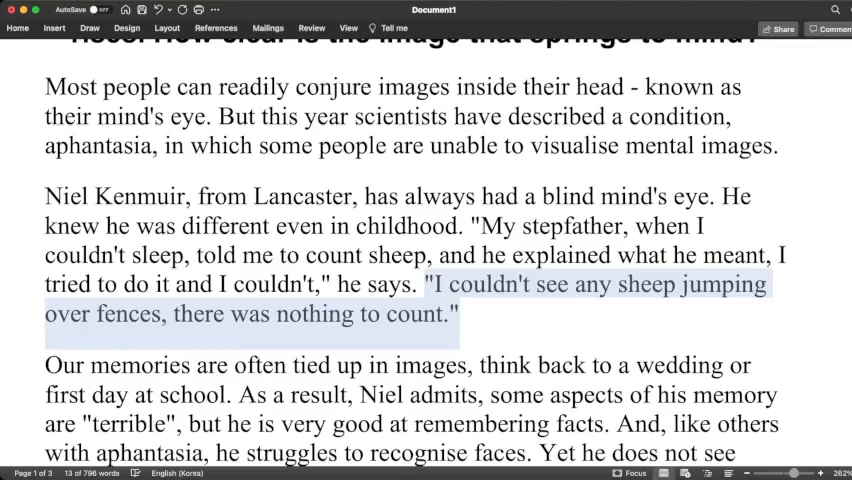 AutoSave OFF
Document1
Home Insert Draw Design Layout References Mailings Review View Tell me
Share Commen
Most people can readily conjure images inside their head - known as
their mind's eye. But this year scientists have described a condition,
aphantasia, in which some people are unable to visualise mental images.
Niel Kenmuir, from Lancaster, has always had a blind mind's eye. He
knew he was different even in childhood. "My stepfather, when I
couldn't sleep, told me to count sheep, and he explained what he meant, I
tried to do it and I couldn't," he says. "I couldn't see any sheep jumping
over fences, there was nothing to count."
Our memories are often tied up in images, think back to a wedding or
first day at school. As a result, Niel admits, some aspects of his memory
are "terrible", but he is very good at remembering facts. And, like others
with aphantasia, he struggles to recognise faces. Yet he does not see
Page 1 of 3 13 of 796 words English (Korea) Focus 262%